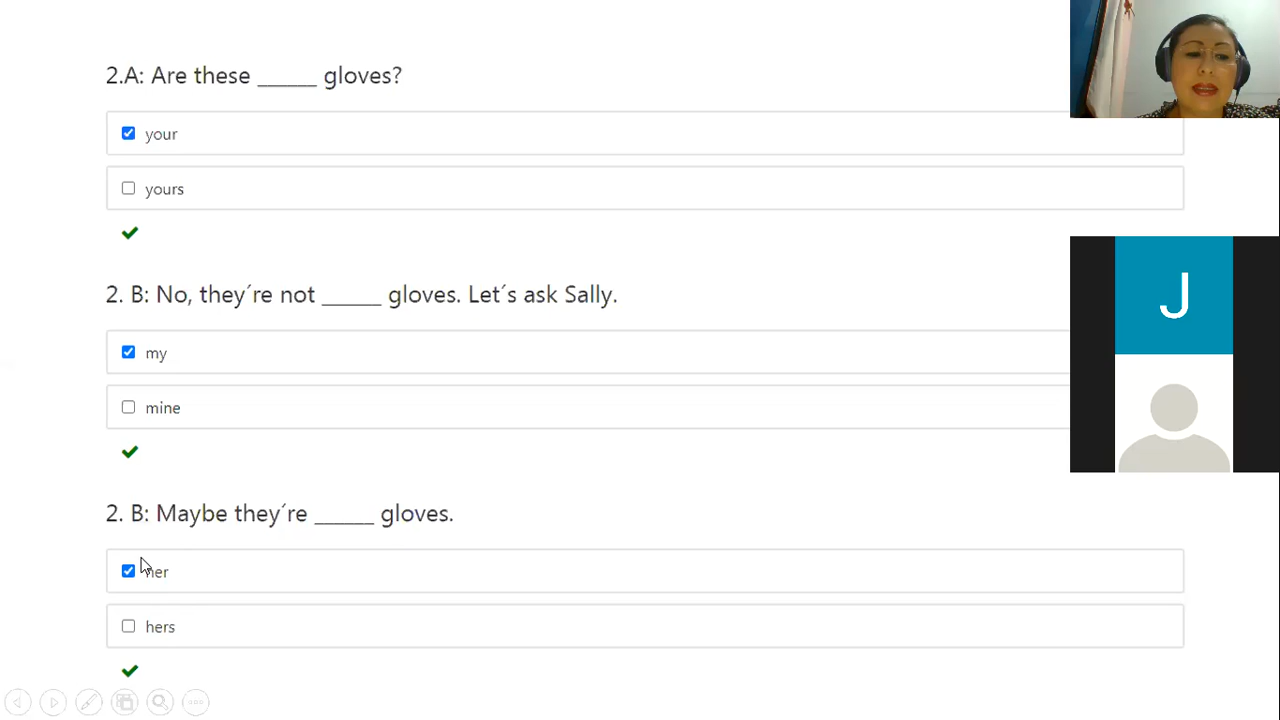 2.A: Are these ______ gloves?
your
yours
2. B: No, they´re not ______ gloves. Let´s ask Sally.
my
mine
2. B: Maybe they´re ______ gloves.
her
hers
J